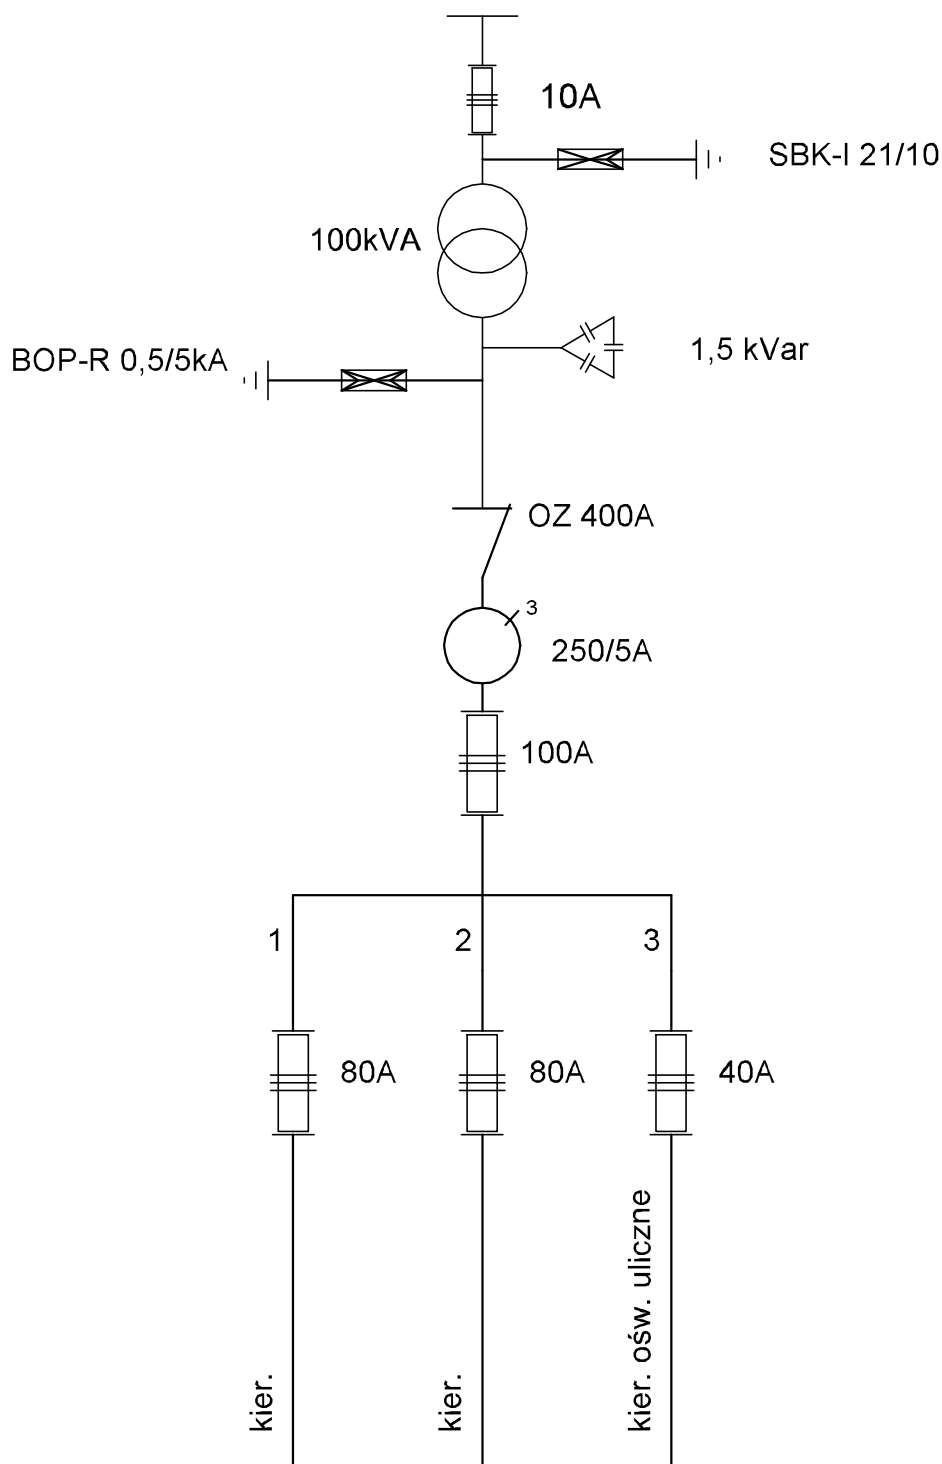 10A
SBK-I 21/10
100kVA
1,5 kVar
BOP-R 0,5/5kA
OZ 400A
3
250/5A
100A
1
2
3
80A
80A
40A
kier.
kier.
kier. ośw. uliczne